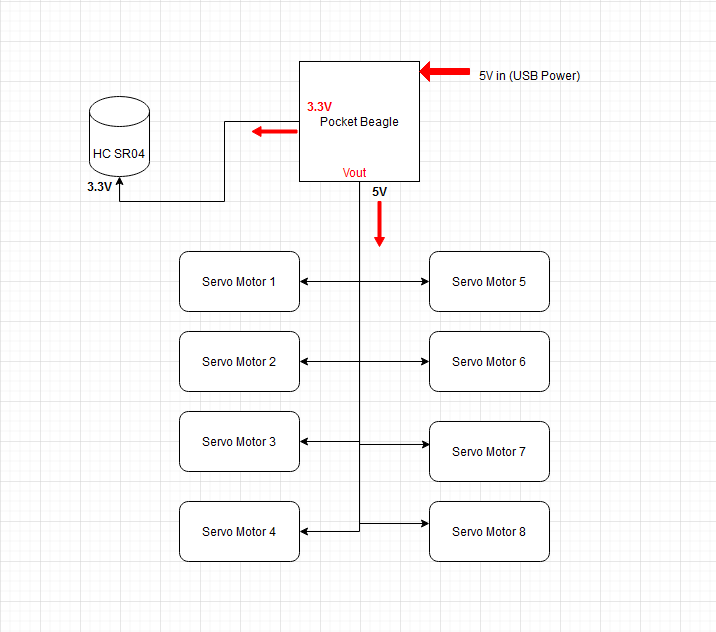 5V in (USB Power)
3.3V
Pocket Beagle
HC SR04
Vout
3.3V
5V
Servo Motor 1
Servo Motor 5
Servo Motor 2
Servo Motor 6
Servo Motor 3
Servo Motor 7
Servo Motor 4
Servo Motor 8